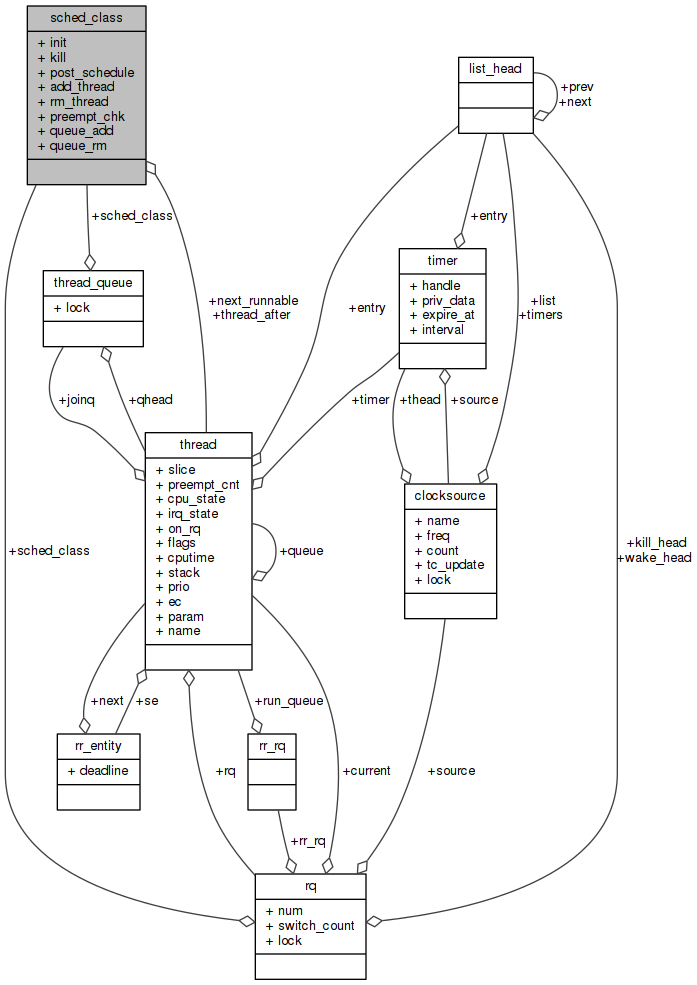 sched_class
+ init
+ kill
+ post_schedule
+ add_thread
+ rm_thread
+ preempt_chk
+ queue_add
+ queue_rm
list_head
+prev
+next
+sched_class
+entry
timer
+ handle
+ priv_data
+ expire_at
+ interval
thread_queue
+ lock
+next_runnable
+thread_after
+entry
+list
+timers
+joinq
+qhead
+timer
+thead
+source
thread
+ slice
+ preempt_cnt
+ cpu_state
+ irq_state
+ on_rq
+ flags
+ cputime
+ stack
+ prio
+ ec
+ param
+ name
+queue
clocksource
+ name
+ freq
+ count
+ tc_update
+ lock
+sched_class
+kill_head
+wake_head
+next
+se
+run_queue
rr_entity
+ deadline
rr_rq
+rq
+current
+source
+rr_rq
rq
+ num
+ switch_count
+ lock